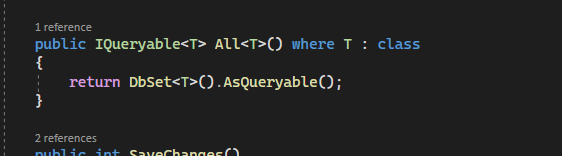 1 reference
public IQueryable<T> All<T>() where T : class
{
return DbSet<T>().AsQueryable();
}
2 references
public int SaveChanges()